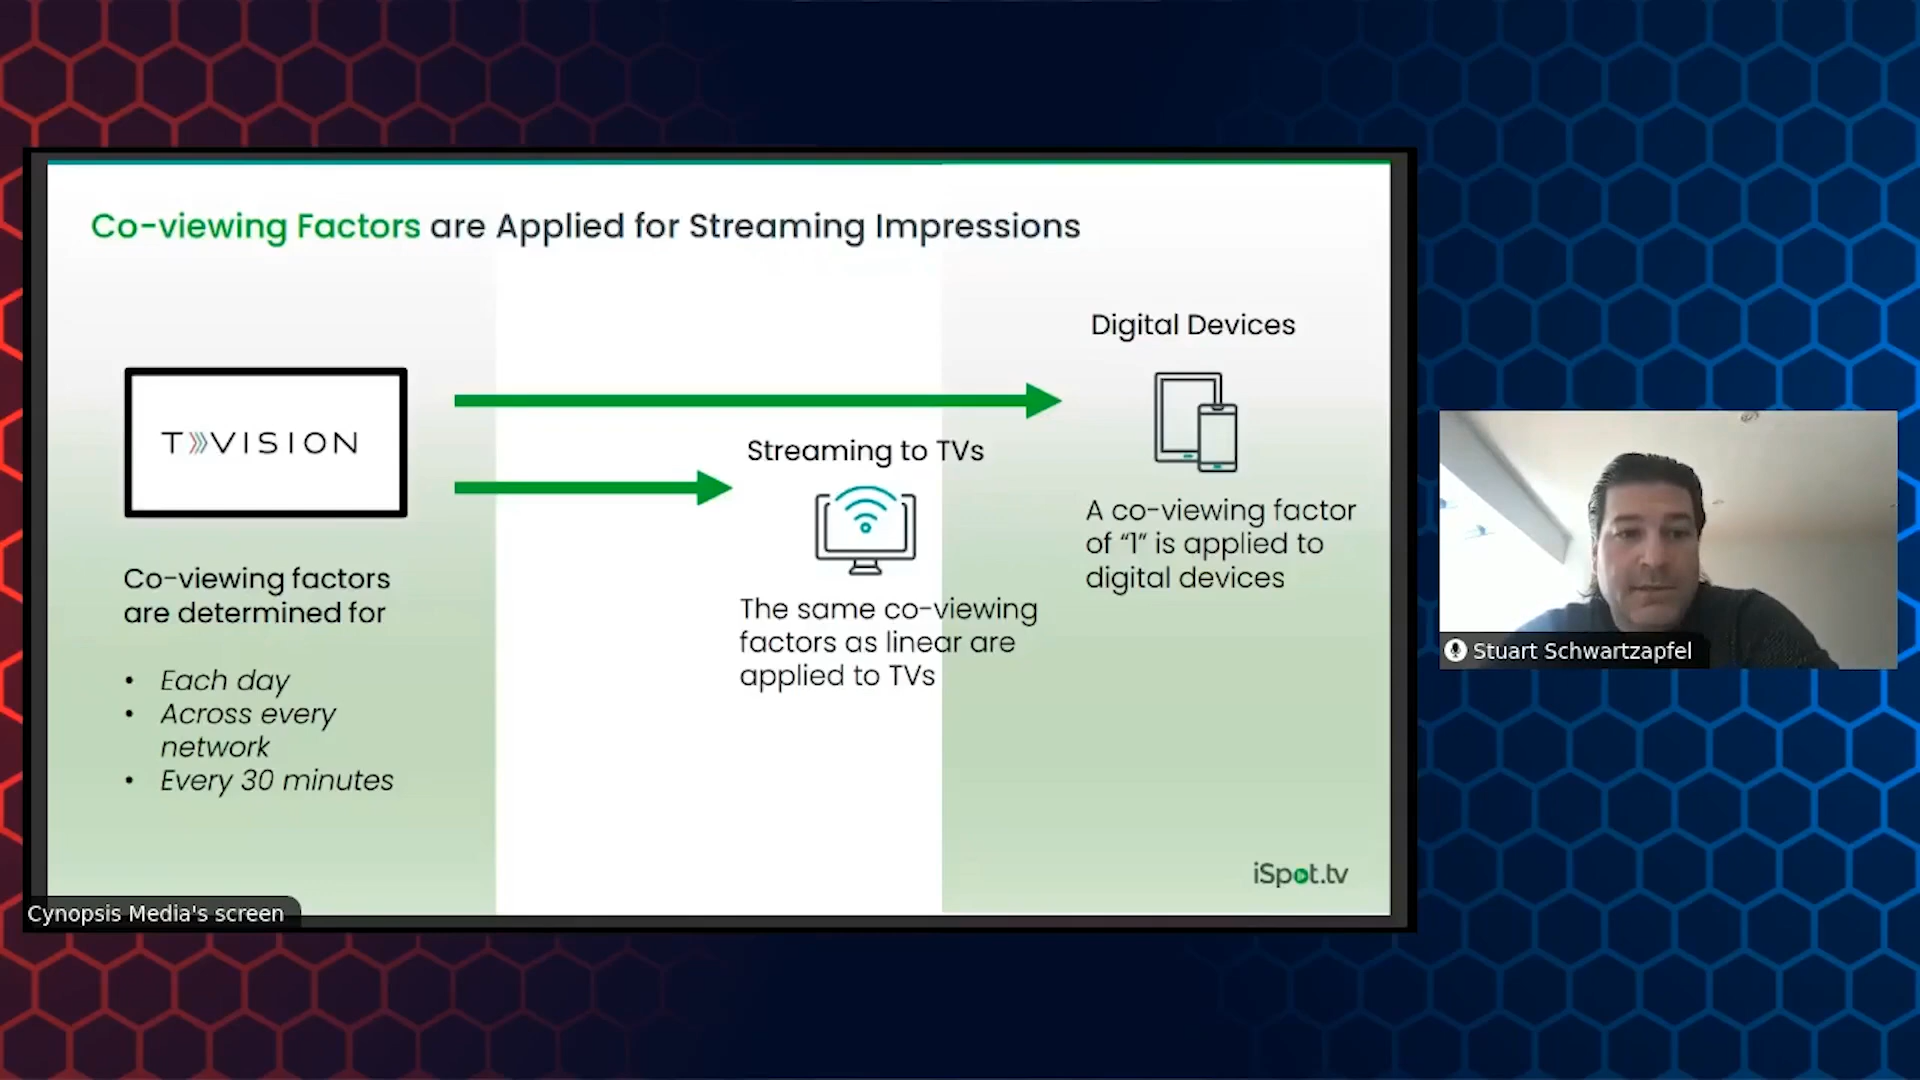 Co-viewing Factors are Applied for Streaming Impressions
TVISION
Co-viewing factors
are determined for
• Each day
• Across every
network
• Every 30 minutes
Streaming to TVs
The same co-viewing
factors as linear are
applied to TVs
Digital Devices
A co-viewing factor
of “1” is applied to
digital devices
iSpot.tv
Cynopsis Media's screen
Stuart Schwartzapfel